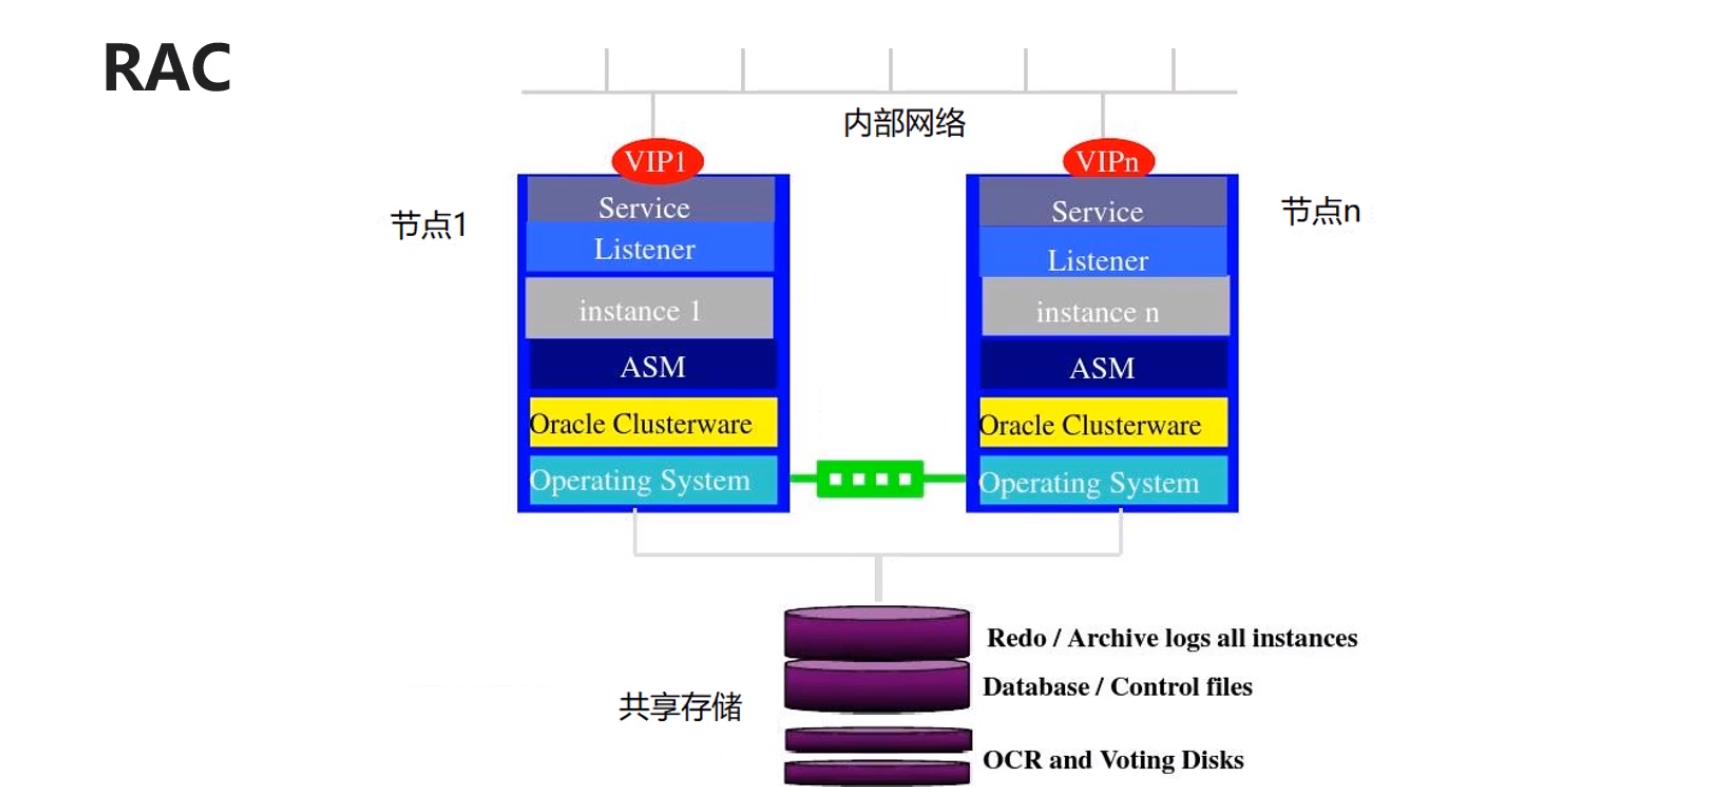 RAC
内部网络
VIP1
VIPn
节点1
节点n
Service
Listener
instance 1
ASM
Oracle Clusterware
Operating System
Service
Listener
instance n
ASM
Oracle Clusterware
Operating System
Redo / Archive logs all instances
Database / Control files
共享存储
OCR and Voting Disks